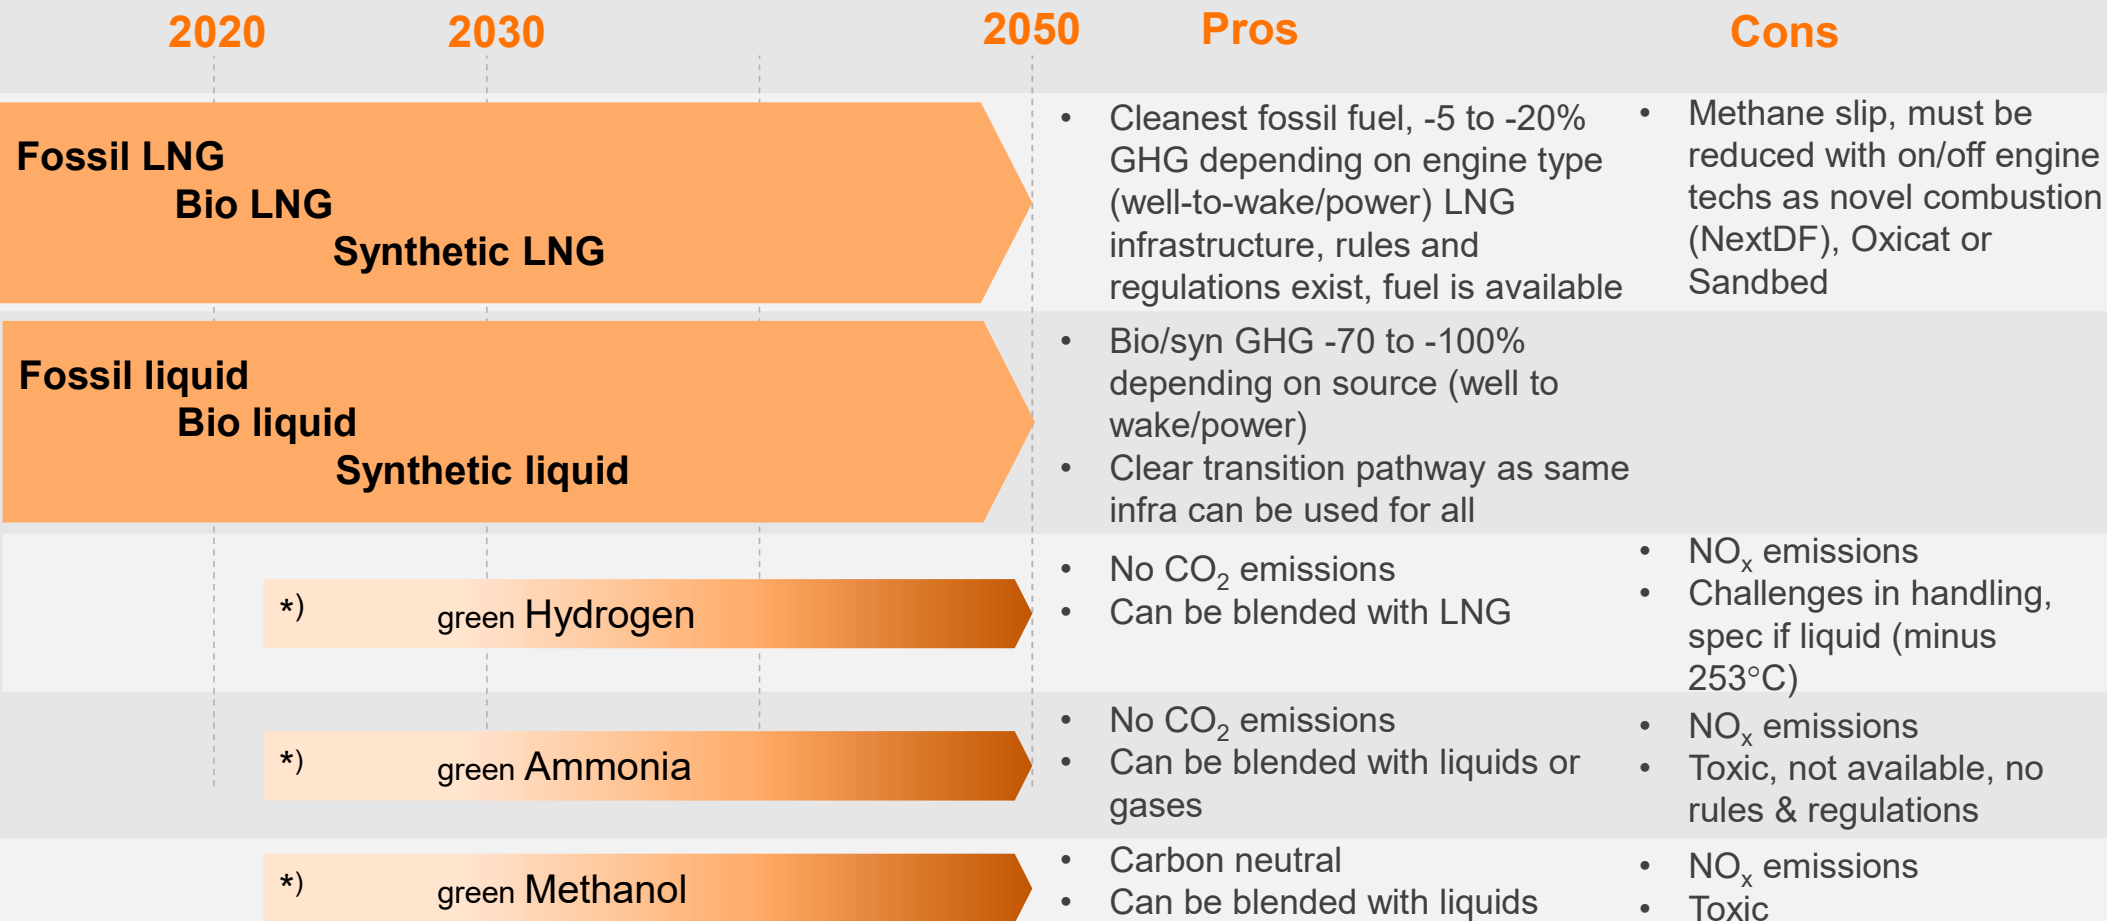 2020 2030 2050 Pros Cons
Fossil LNG
Bio LNG
Synthetic LNG
• Cleanest fossil fuel, -5 to -20%
GHG depending on engine type
(well-to-wake/power) LNG
infrastructure, rules and
regulations exist, fuel is available
• Methane slip, must be
reduced with on/off engine
techs as novel combustion
(NextDF), Oxicat or
Sandbed
Fossil liquid
Bio liquid
Synthetic liquid
• Bio/syn GHG -70 to -100%
depending on source (well to
wake/power)
• Clear transition pathway as same
infra can be used for all
*) green Hydrogen
• No CO₂ emissions
• Can be blended with LNG
• NOₓ emissions
• Challenges in handling,
spec if liquid (minus
253°C)
*) green Ammonia
• No CO₂ emissions
• Can be blended with liquids or
gases
• NOₓ emissions
• Toxic, not available, no
rules & regulations
*) green Methanol
• Carbon neutral
• Can be blended with liquids
• NOₓ emissions
• Toxic